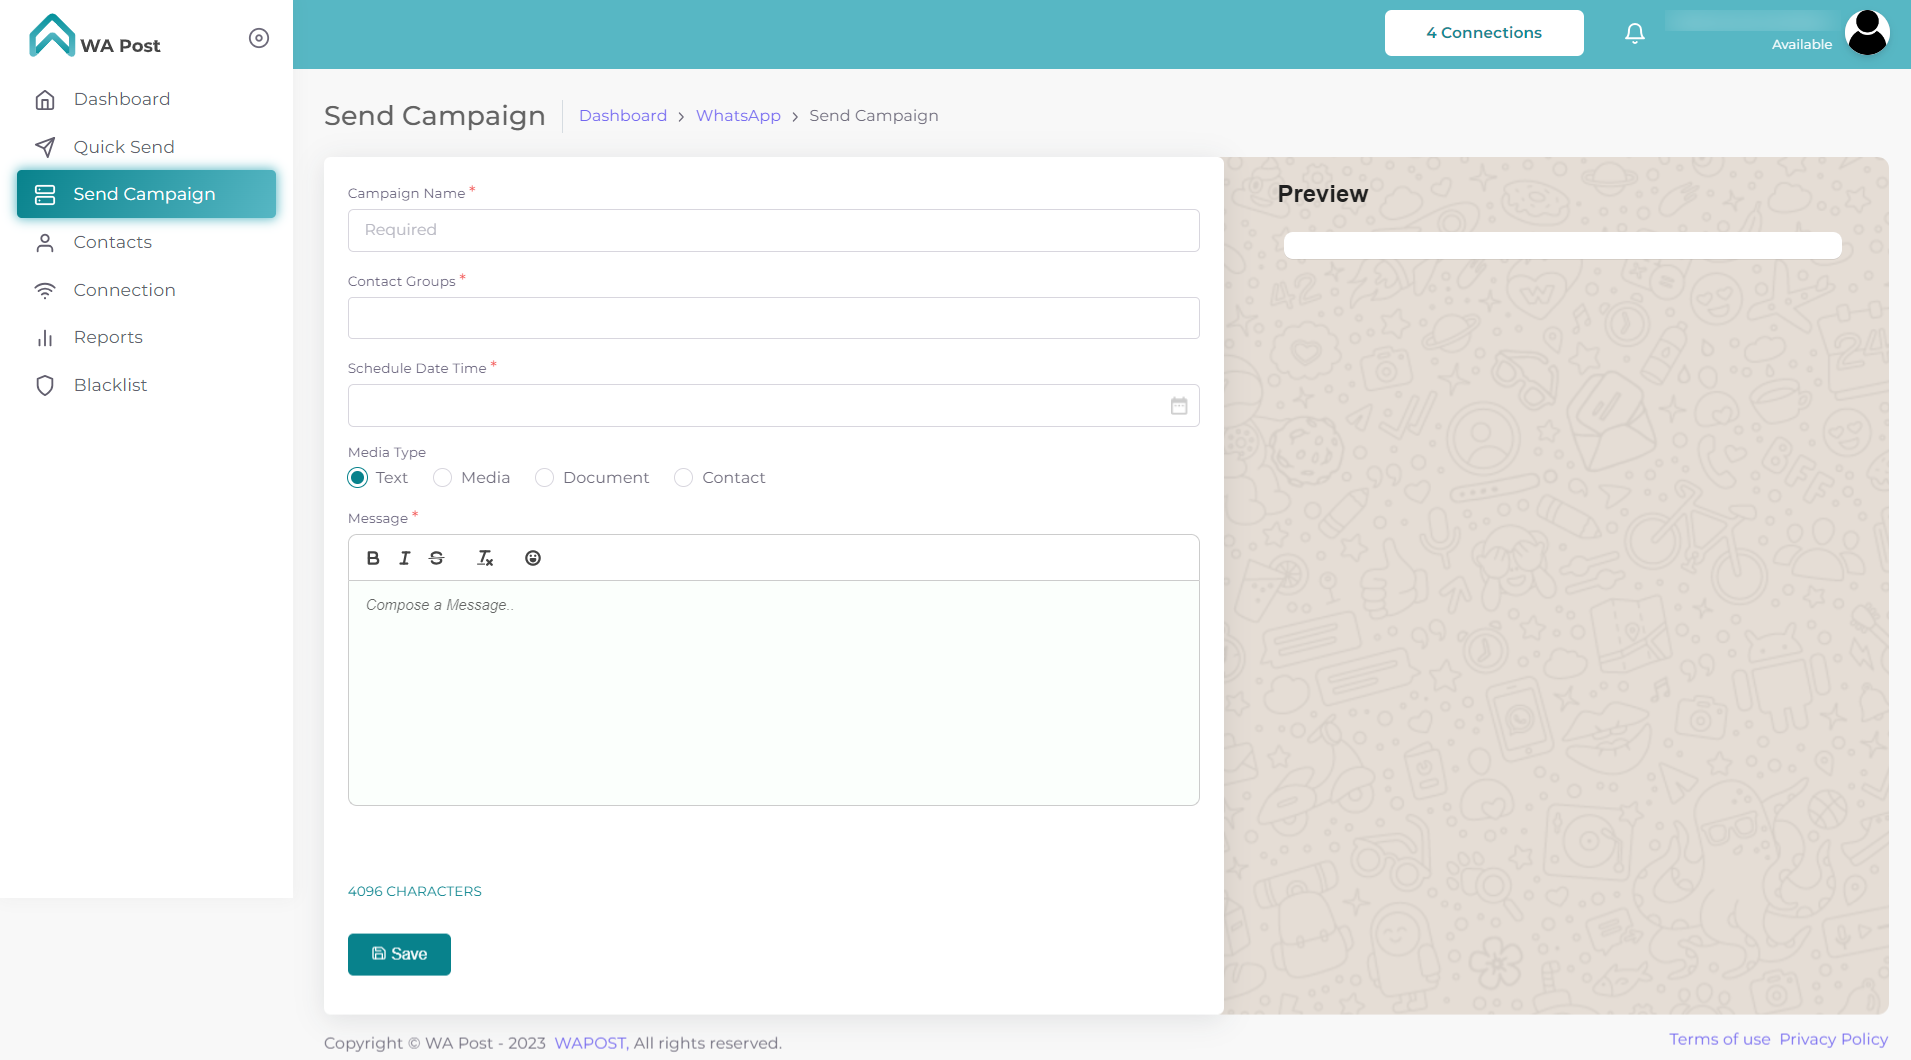 WA Post
Dashboard
Quick Send
Send Campaign
Contacts
Connection
Reports
Blacklist
4 Connections
Available
Send Campaign
Dashboard > WhatsApp > Send Campaign
Campaign Name *
Required
Contact Groups *
Schedule Date Time *
Media Type
Text Media Document Contact
Message *
Compose a Message..
4096 CHARACTERS
Save
Preview
Copyright © WA Post - 2023 WAPOST, All rights reserved.
Terms of use Privacy Policy